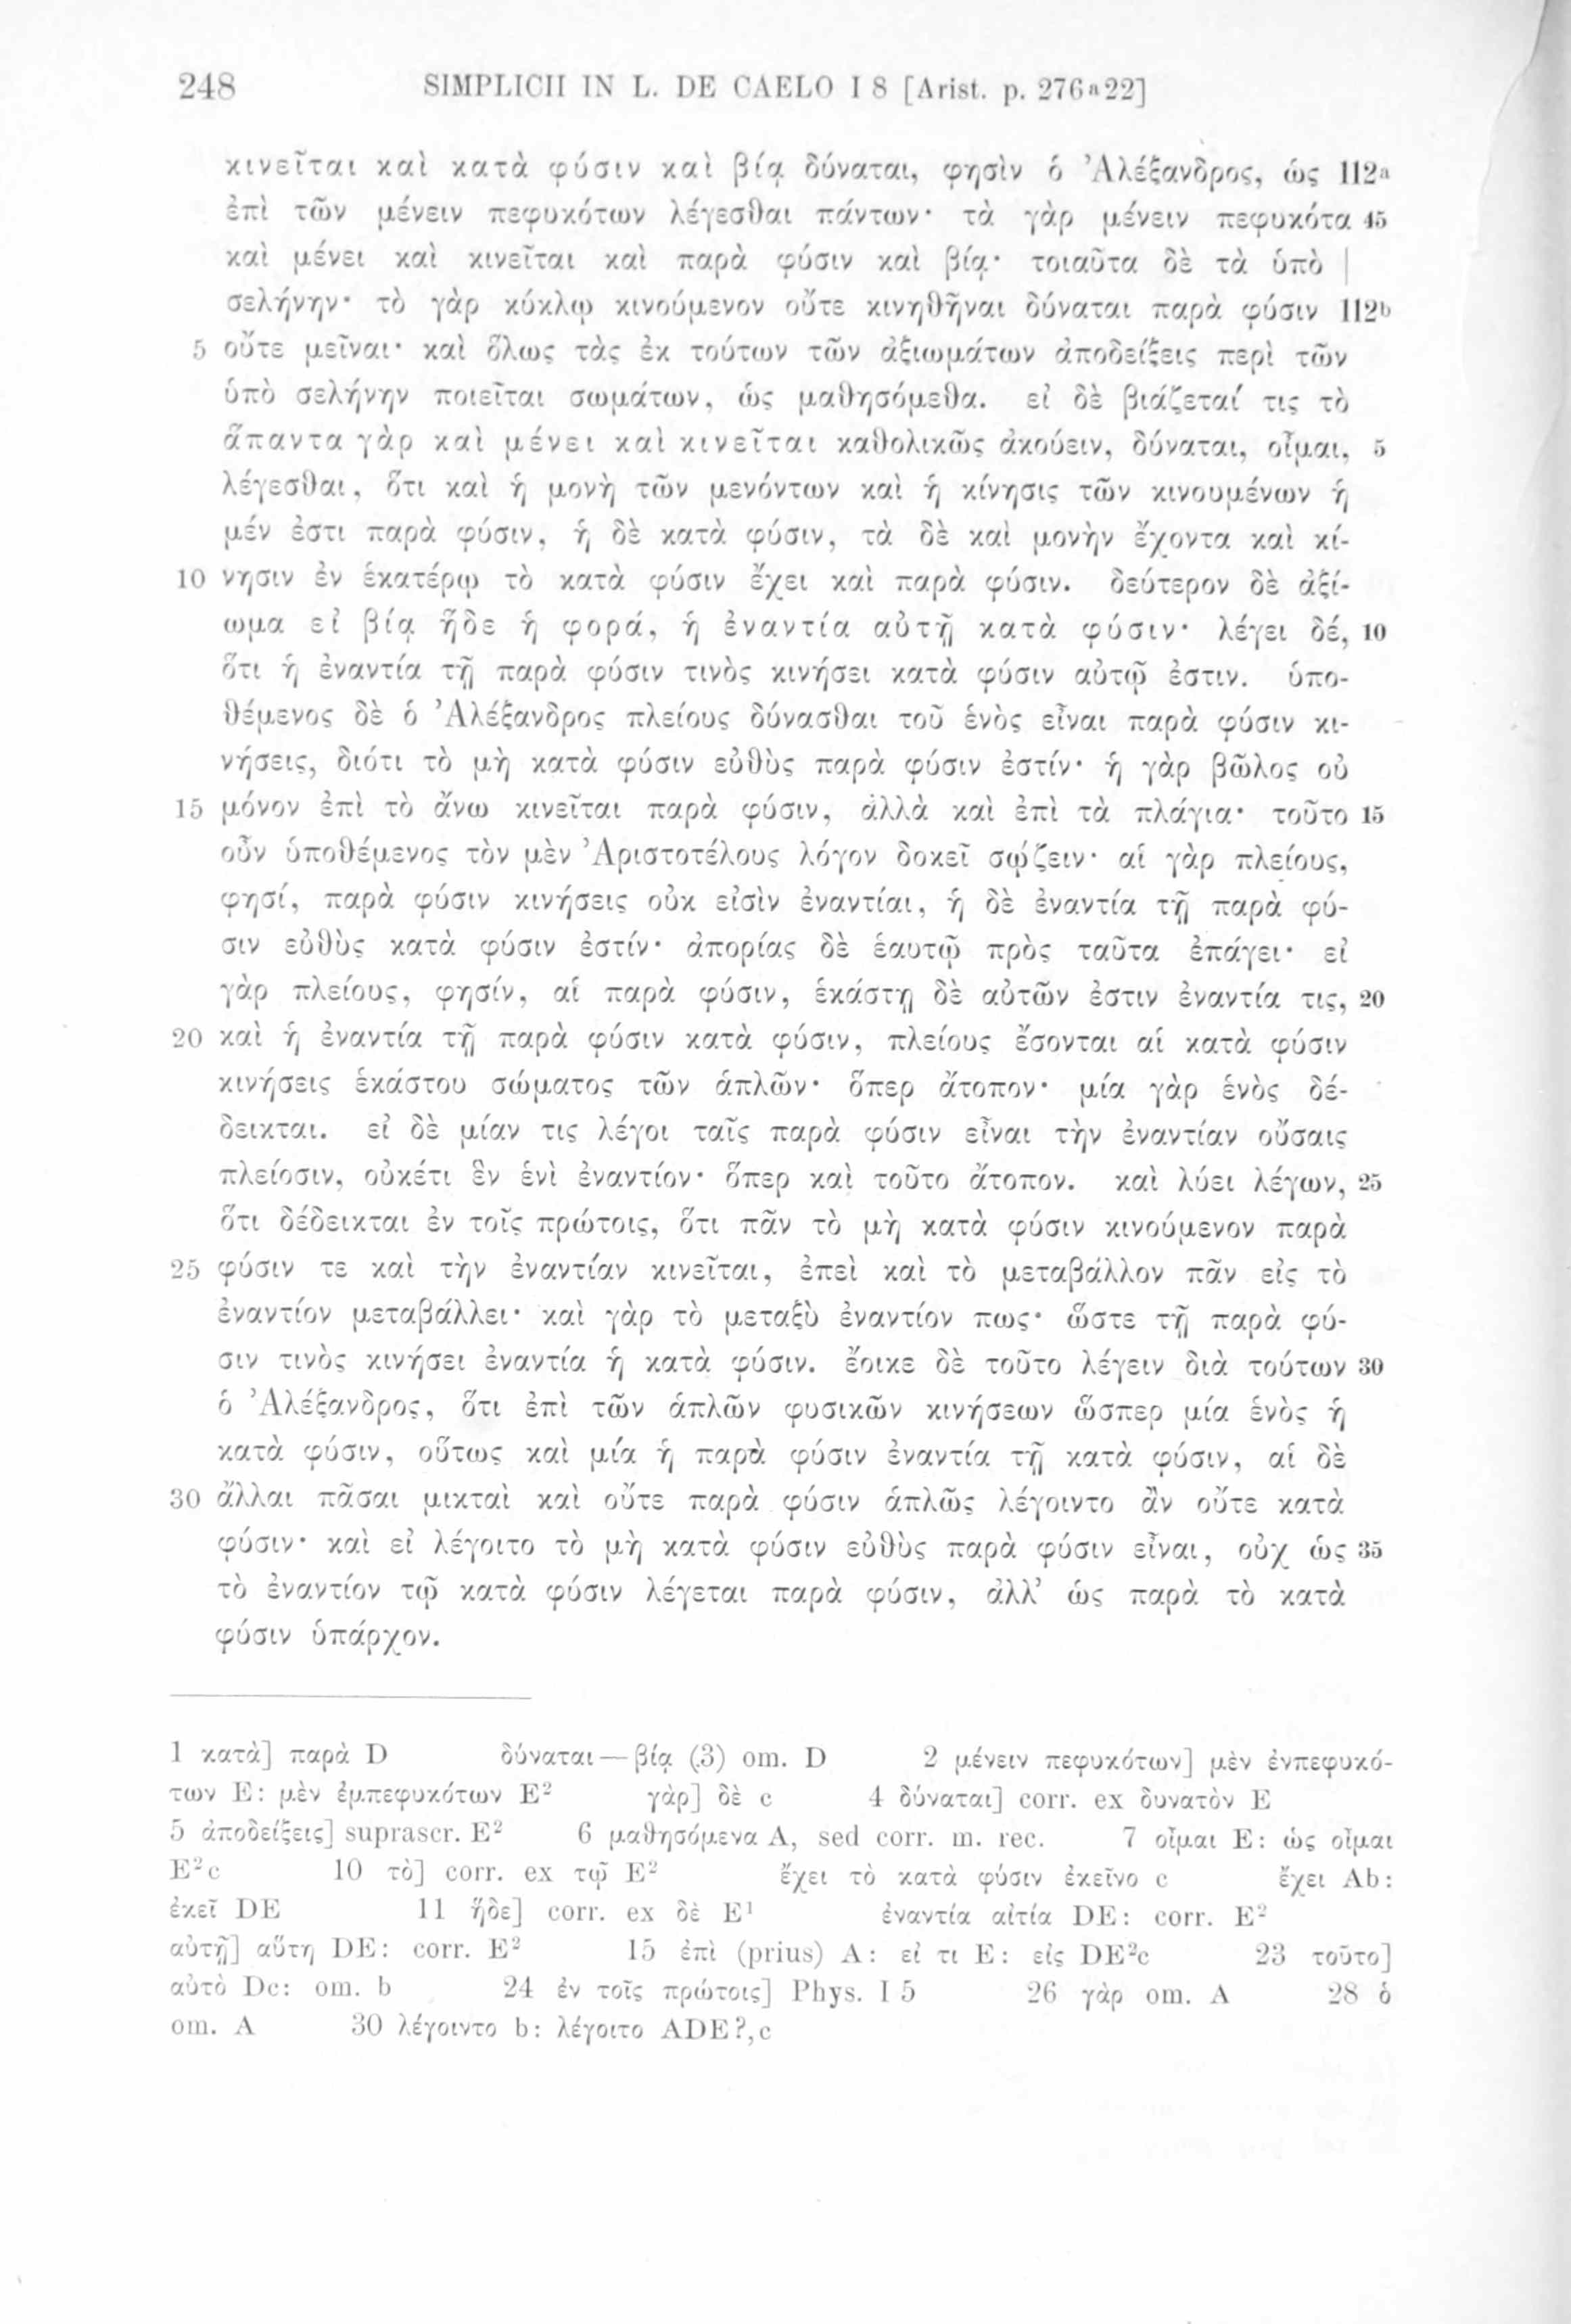 248 SIMPLICII IN L. DE CAELO I 8 [Arist. p. 276a22]
κινεῖται καὶ κατὰ φύσιν καὶ βίᾳ δύναται, φησὶν ὁ Ἀλέξανδρος, ὡς 112a
ἐπὶ τῶν μένειν πεφυκότων λέγεσθαι πάντων· τὰ γὰρ μένειν πεφυκότα 45
καὶ μένει καὶ κινεῖται καὶ παρὰ φύσιν καὶ βίᾳ· τοιαῦτα δὲ τὰ ὑπὸ |
σελήνην· τὸ γὰρ κύκλῳ κινούμενον οὔτε κινηθῆναι δύναται παρὰ φύσιν 112b
5 οὔτε μεῖναι· καὶ ὅλως τὰς ἐκ τούτων τῶν ἀξιωμάτων ἀποδείξεις περὶ τῶν
ὑπὸ σελήνην ποιεῖται σωμάτων, ὡς μαθησόμεθα. εἰ δὲ βιάζεταί τις τὸ
ἅπαντα γὰρ καὶ μένει καὶ κινεῖται καθολικῶς ἀκούειν, δύναται, οἶμαι, 5
λέγεσθαι, ὅτι καὶ ἡ μονὴ τῶν μενόντων καὶ ἡ κίνησις τῶν κινουμένων ἡ
μέν ἐστι παρὰ φύσιν, ἡ δὲ κατὰ φύσιν, τὰ δὲ καὶ μονὴν ἔχοντα καὶ κί-
10 νησιν ἐν ἑκατέρῳ τὸ κατὰ φύσιν ἔχει καὶ παρὰ φύσιν. δεύτερον δὲ ἀξί-
ωμα εἰ βίᾳ ἥδε ἡ φορά, ἡ ἐναντία αὐτῇ κατὰ φύσιν· λέγει δέ, 10
ὅτι ἡ ἐναντία τῇ παρὰ φύσιν τινὸς κινήσει κατὰ φύσιν αὐτῷ ἐστιν. ὑπο-
θέμενος δὲ ὁ Ἀλέξανδρος πλείους δύνασθαι τοῦ ἑνὸς εἶναι παρὰ φύσιν κι-
νήσεις, διότι τὸ μὴ κατὰ φύσιν εὐθὺς παρὰ φύσιν ἐστίν· ἡ γὰρ βῶλος οὐ
15 μόνον ἐπὶ τὸ ἄνω κινεῖται παρὰ φύσιν, ἀλλὰ καὶ ἐπὶ τὰ πλάγια· τοῦτο 15
οὖν ὑποθέμενος τὸν μὲν Ἀριστοτέλους λόγον δοκεῖ σῴζειν· αἱ γὰρ πλείους,
φησί, παρὰ φύσιν κινήσεις οὐκ εἰσὶν ἐναντίαι, ἡ δὲ ἐναντία τῇ παρὰ φύ-
σιν εὐθὺς κατὰ φύσιν ἐστίν· ἀπορίας δὲ ἑαυτῷ πρὸς ταῦτα ἐπάγει· εἰ
γὰρ πλείους, φησίν, αἱ παρὰ φύσιν, ἑκάστῃ δὲ αὐτῶν ἐστιν ἐναντία τις, 20
20 καὶ ἡ ἐναντία τῇ παρὰ φύσιν κατὰ φύσιν, πλείους ἔσονται αἱ κατὰ φύσιν
κινήσεις ἑκάστου σώματος τῶν ἁπλῶν· ὅπερ ἄτοπον· μία γὰρ ἑνὸς δέ-
δεικται. εἰ δὲ μίαν τις λέγοι ταῖς παρὰ φύσιν εἶναι τὴν ἐναντίαν οὔσαις
πλείοσιν, οὐκέτι ἓν ἑνὶ ἐναντίον· ὅπερ καὶ τοῦτο ἄτοπον. καὶ λύει λέγων, 25
ὅτι δέδεικται ἐν τοῖς πρώτοις, ὅτι πᾶν τὸ μὴ κατὰ φύσιν κινούμενον παρὰ
25 φύσιν τε καὶ τὴν ἐναντίαν κινεῖται, ἐπεὶ καὶ τὸ μεταβάλλον πᾶν εἰς τὸ
ἐναντίον μεταβάλλει· καὶ γὰρ τὸ μεταξὺ ἐναντίον πως· ὥστε τῇ παρὰ φύ-
σιν τινὸς κινήσει ἐναντία ἡ κατὰ φύσιν. ἔοικε δὲ τοῦτο λέγειν διὰ τούτων 30
ὁ Ἀλέξανδρος, ὅτι ἐπὶ τῶν ἁπλῶν φυσικῶν κινήσεων ὥσπερ μία ἑνὸς ἡ
κατὰ φύσιν, οὕτως καὶ μία ἡ παρὰ φύσιν ἐναντία τῇ κατὰ φύσιν, αἱ δὲ
30 ἄλλαι πᾶσαι μικταὶ καὶ οὔτε παρὰ φύσιν ἁπλῶς λέγοιντο ἂν οὔτε κατὰ
φύσιν· καὶ εἰ λέγοιτο τὸ μὴ κατὰ φύσιν εὐθὺς παρὰ φύσιν εἶναι, οὐχ ὡς 35
τὸ ἐναντίον τῷ κατὰ φύσιν λέγεται παρὰ φύσιν, ἀλλ’ ὡς παρὰ τὸ κατὰ
φύσιν ὑπάρχον.
1 κατὰ] παρὰ D δύναται — βίᾳ (3) om. D 2 μένειν πεφυκότων] μὲν ἐνπεφυκό-
των E: μὲν ἐμπεφυκότων E² γὰρ] δὲ c 4 δύναται] corr. ex δυνατὸν E
5 ἀποδείξεις] suprascr. E² 6 μαθησόμενα A, sed corr. m. rec. 7 οἶμαι E: ὡς οἶμαι
E²c 10 τὸ] corr. ex τῷ E² ἔχει τὸ κατὰ φύσιν ἐκεῖνο c ἔχει Ab:
ἐκεῖ DE 11 ἥδε] corr. ex δὲ E¹ ἐναντία αἰτία DE: corr. E²
αὐτῇ] αὕτη DE: corr. E² 15 ἐπὶ (prius) A: εἰ τι E: εἰς DE²c 23 τοῦτο]
αὐτὸ Dc: om. b 24 ἐν τοῖς πρώτοις] Phys. I 5 26 γὰρ om. A 28 ὁ
om. A 30 λέγοιντο b: λέγοιτο ADE?,c